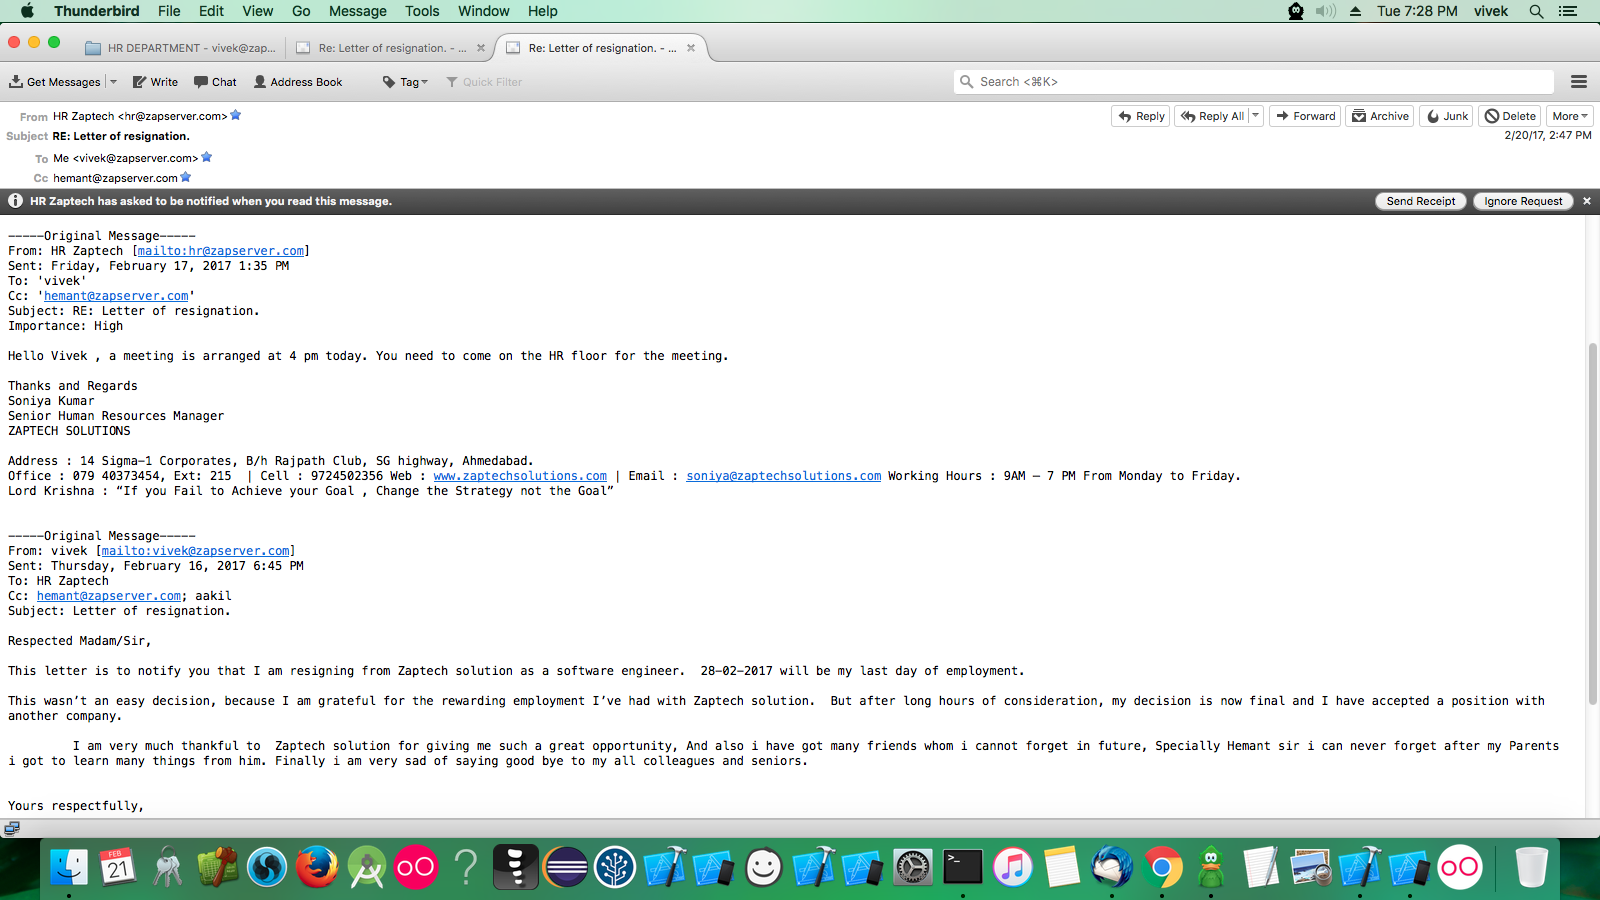 Thunderbird File Edit View Go Message Tools Window Help Tue 7:28 PM vivek
HR DEPARTMENT - vivek@zap... Re: Letter of resignation. - ... Re: Letter of resignation. - ...
Get Messages Write Chat Address Book Tag Quick Filter Search <⌘K>
From HR Zaptech <hr@zapserver.com> Reply Reply All Forward Archive Junk Delete More
Subject RE: Letter of resignation. 2/20/17, 2:47 PM
To Me <vivek@zapserver.com>
Cc hemant@zapserver.com
HR Zaptech has asked to be notified when you read this message. Send Receipt Ignore Request
-----Original Message-----
From: HR Zaptech [mailto:hr@zapserver.com]
Sent: Friday, February 17, 2017 1:35 PM
To: 'vivek'
Cc: 'hemant@zapserver.com'
Subject: RE: Letter of resignation.
Importance: High
Hello Vivek , a meeting is arranged at 4 pm today. You need to come on the HR floor for the meeting.
Thanks and Regards
Soniya Kumar
Senior Human Resources Manager
ZAPTECH SOLUTIONS
Address : 14 Sigma-1 Corporates, B/h Rajpath Club, SG highway, Ahmedabad.
Office : 079 40373454, Ext: 215 | Cell : 9724502356 Web : www.zaptechsolutions.com | Email : soniya@zaptechsolutions.com Working Hours : 9AM – 7 PM From Monday to Friday.
Lord Krishna : “If you Fail to Achieve your Goal , Change the Strategy not the Goal”
-----Original Message-----
From: vivek [mailto:vivek@zapserver.com]
Sent: Thursday, February 16, 2017 6:45 PM
To: HR Zaptech
Cc: hemant@zapserver.com; aakil
Subject: Letter of resignation.
Respected Madam/Sir,
This letter is to notify you that I am resigning from Zaptech solution as a software engineer. 28-02-2017 will be my last day of employment.
This wasn’t an easy decision, because I am grateful for the rewarding employment I’ve had with Zaptech solution. But after long hours of consideration, my decision is now final and I have accepted a position with
another company.
I am very much thankful to Zaptech solution for giving me such a great opportunity, And also i have got many friends whom i cannot forget in future, Specially Hemant sir i can never forget after my Parents
i got to learn many things from him. Finally i am very sad of saying good bye to my all colleagues and seniors.
Yours respectfully,
FEB
21